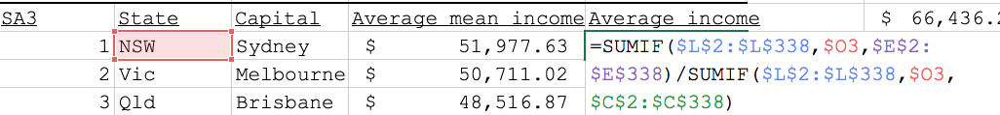 SA3 State Capital Average mean income Average income $ 66,436.
1 NSW Sydney $ 51,977.63 =SUMIF($L$2:$L$338,$O3,$E$2:
2 Vic Melbourne $ 50,711.02 $E$338)/SUMIF($L$2:$L$338,$O3,
3 Qld Brisbane $ 48,516.87 $C$2:$C$338)